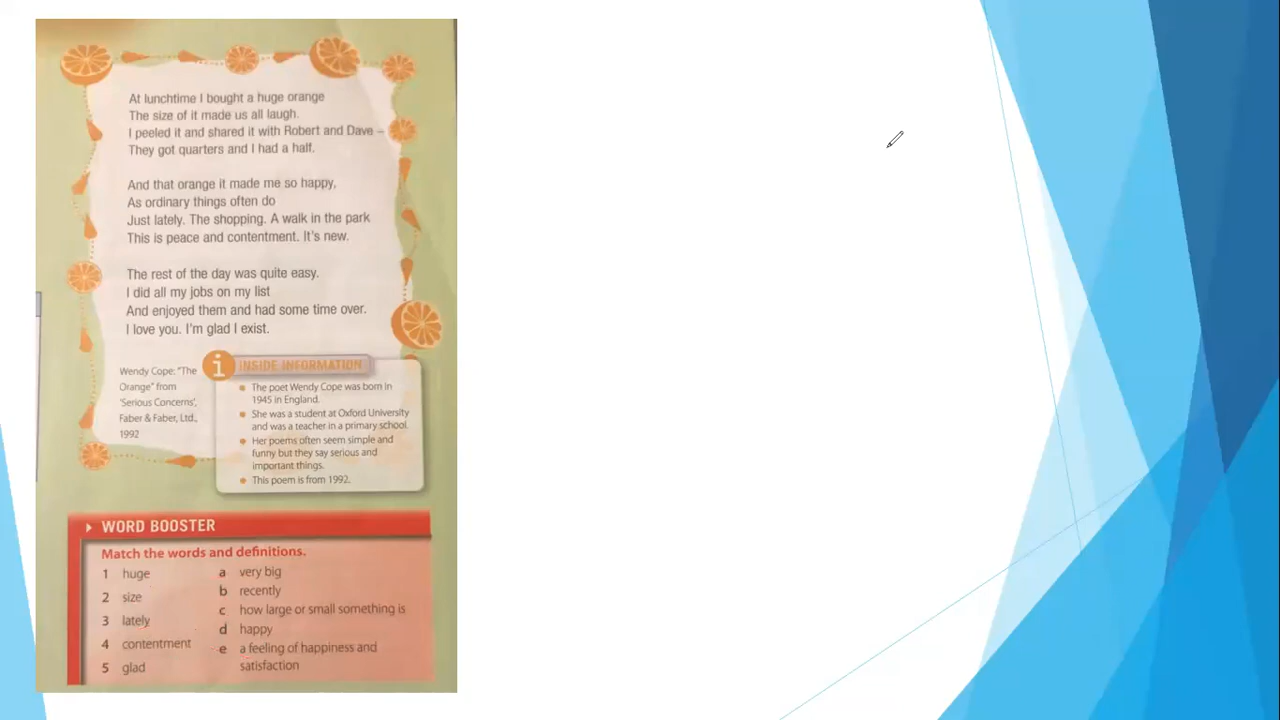 At lunchtime I bought a huge orange
The size of it made us all laugh.
I peeled it and shared it with Robert and Dave –
They got quarters and I had a half.
And that orange it made me so happy,
As ordinary things often do
Just lately. The shopping. A walk in the park
This is peace and contentment. It's new.
The rest of the day was quite easy.
I did all my jobs on my list
And enjoyed them and had some time over.
I love you. I'm glad I exist.
Wendy Cope: "The
Orange" from
'Serious Concerns',
Faber & Faber, Ltd.,
1992
i INSIDE INFORMATION
The poet Wendy Cope was born in
1945 in England.
She was a student at Oxford University
and was a teacher in a primary school.
Her poems often seem simple and
funny but they say serious and
important things.
This poem is from 1992.
WORD BOOSTER
Match the words and definitions.
1 huge
2 size
3 lately
4 contentment
5 glad
a very big
b recently
c how large or small something is
d happy
e a feeling of happiness and
satisfaction